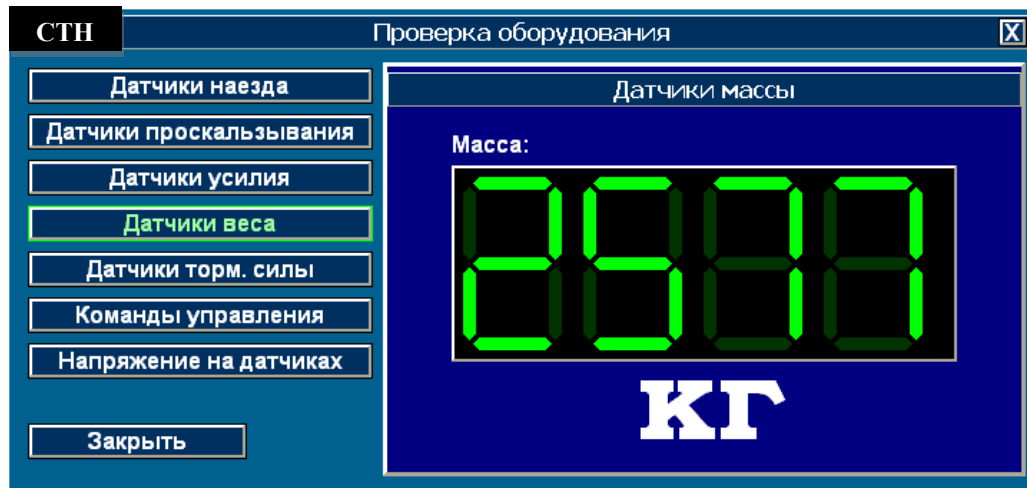 СТН
Проверка оборудования
X
Датчики наезда
Датчики проскальзывания
Датчики усилия
Датчики веса
Датчики торм. силы
Команды управления
Напряжение на датчиках
Закрыть
Датчики массы
Масса:
2577
кг